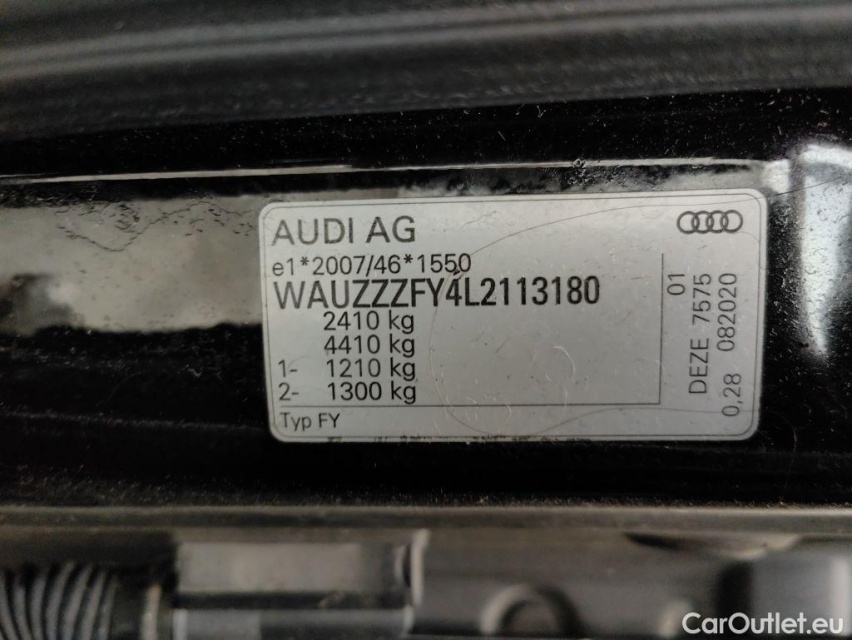 AUDI AG
e1*2007/46*1550
WAUZZZFY4L2113180
2410 kg
4410 kg
1- 1210 kg
2- 1300 kg
Typ FY
01
DEZE 7575
0,28 082020
CarOutlet.eu